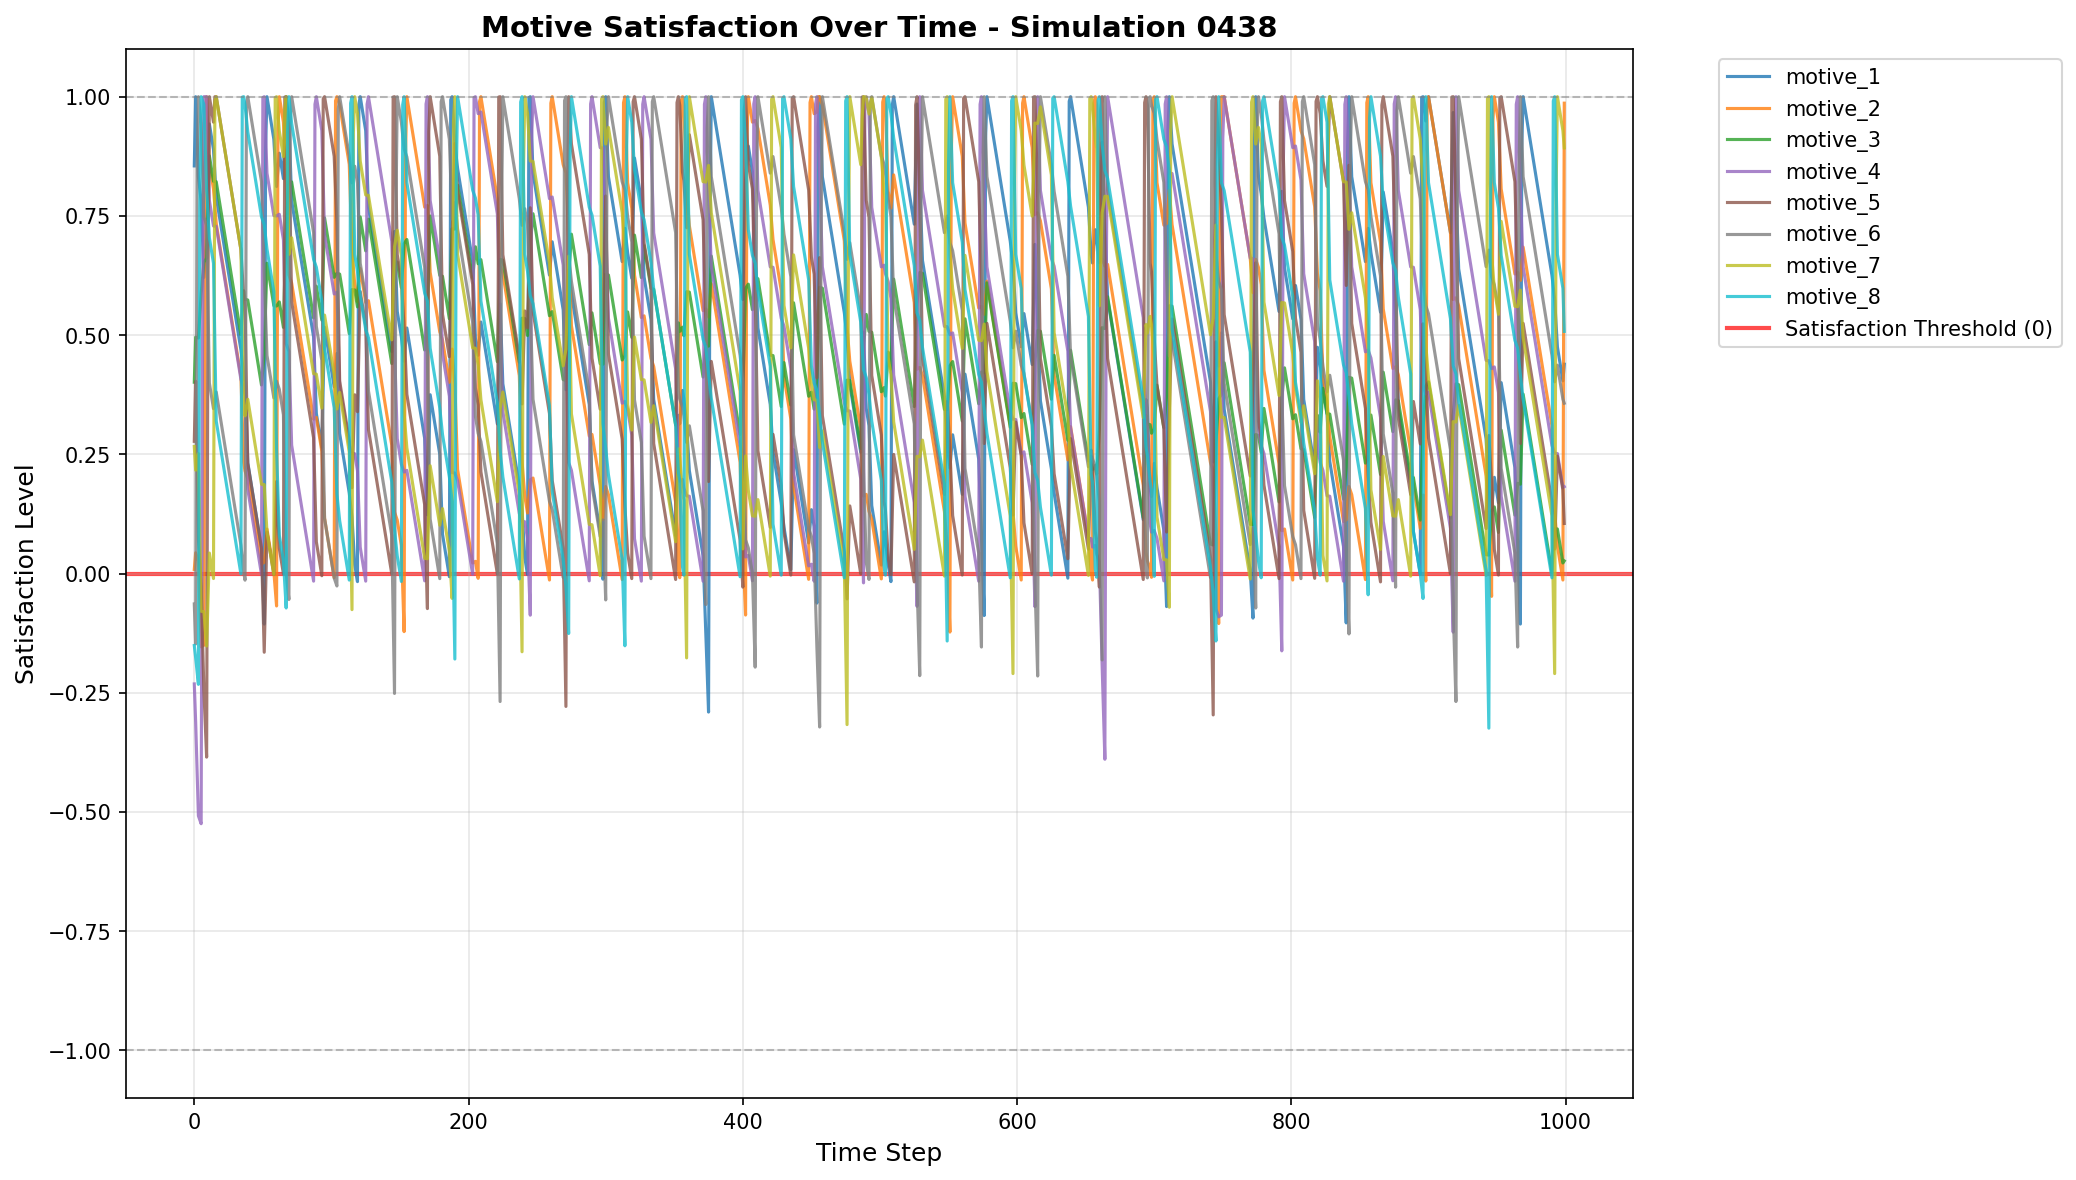 Motive Satisfaction Over Time - Simulation 0438
1.00
0.75
0.50
0.25
0.00
−0.25
−0.50
−0.75
−1.00
Satisfaction Level
0
200
400
600
800
1000
Time Step
motive_1
motive_2
motive_3
motive_4
motive_5
motive_6
motive_7
motive_8
Satisfaction Threshold (0)